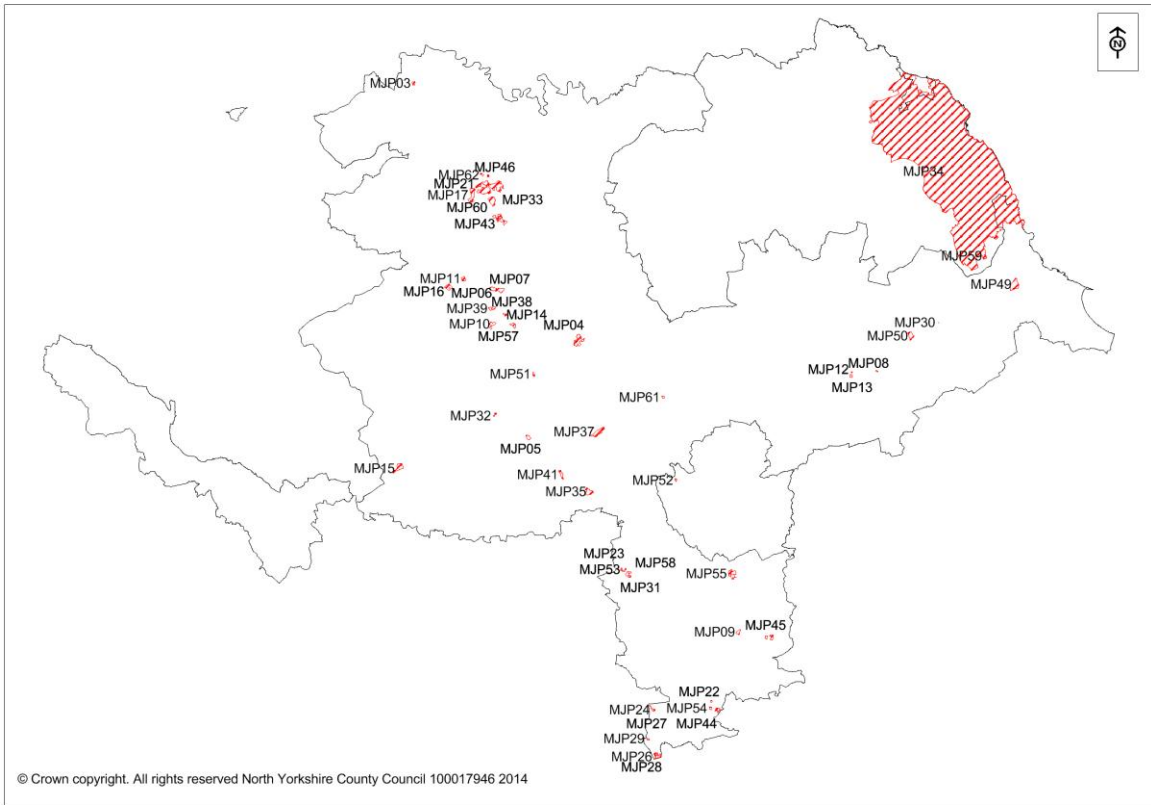 N
MJP03
MJP46
MJP62
MJP21
MJP17
MJP33
MJP60
MJP43
MJP34
MJP59
MJP49
MJP11
MJP07
MJP16
MJP06
MJP38
MJP39
MJP14
MJP10
MJP57
MJP04
MJP30
MJP50
MJP51
MJP12
MJP08
MJP13
MJP61
MJP32
MJP37
MJP05
MJP15
MJP41
MJP35
MJP52
MJP23
MJP58
MJP53
MJP31
MJP55
MJP09
MJP45
MJP22
MJP24
MJP54
MJP27
MJP44
MJP29
MJP26
MJP28
© Crown copyright. All rights reserved North Yorkshire County Council 100017946 2014